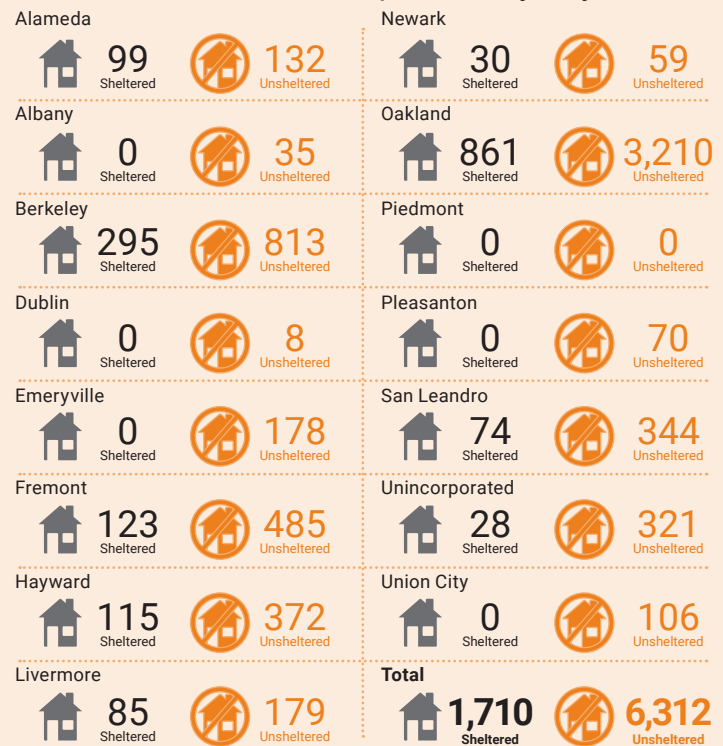 Alameda
99
Sheltered
132
Unsheltered
Albany
0
Sheltered
35
Unsheltered
Berkeley
295
Sheltered
813
Unsheltered
Dublin
0
Sheltered
8
Unsheltered
Emeryville
0
Sheltered
178
Unsheltered
Fremont
123
Sheltered
485
Unsheltered
Hayward
115
Sheltered
372
Unsheltered
Livermore
85
Sheltered
179
Unsheltered
Newark
30
Sheltered
59
Unsheltered
Oakland
861
Sheltered
3,210
Unsheltered
Piedmont
0
Sheltered
0
Unsheltered
Pleasanton
0
Sheltered
70
Unsheltered
San Leandro
74
Sheltered
344
Unsheltered
Unincorporated
28
Sheltered
321
Unsheltered
Union City
0
Sheltered
106
Unsheltered
Total
1,710
Sheltered
6,312
Unsheltered